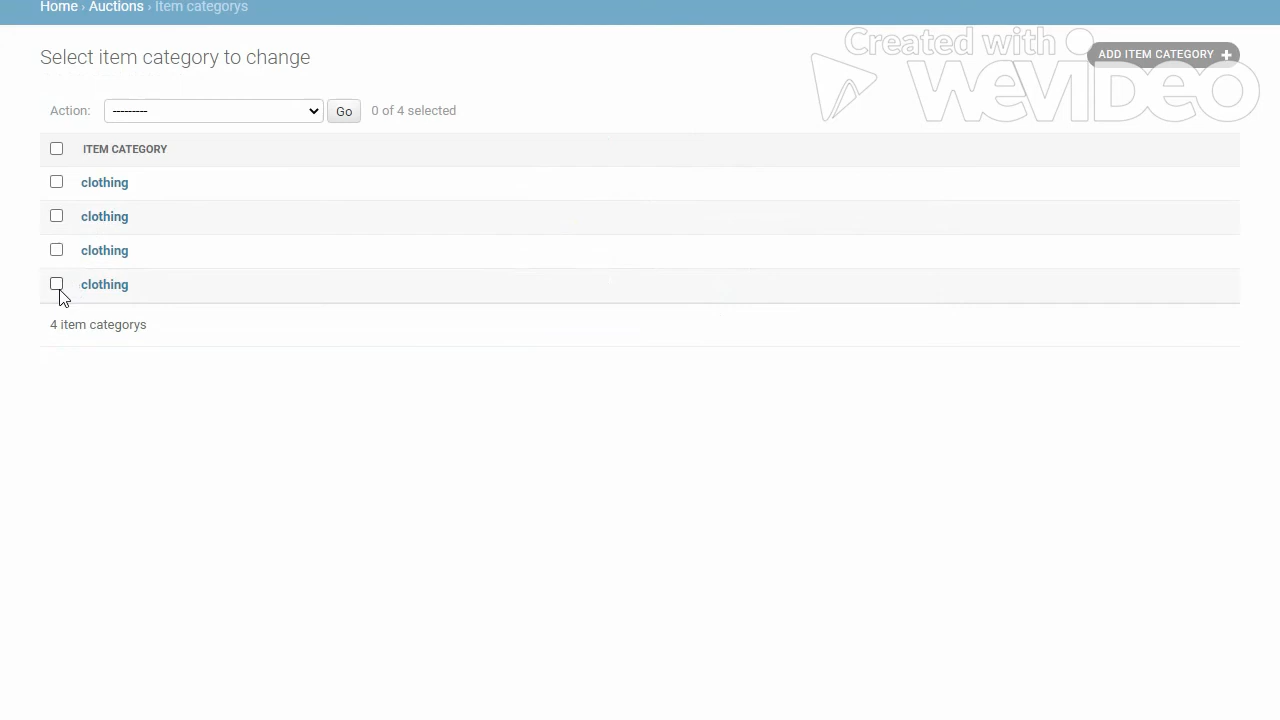 Home › Auctions › Item categorys
Created with
WeVideo
Select item category to change
ADD ITEM CATEGORY +
Action: --------- Go 0 of 4 selected
ITEM CATEGORY
clothing
clothing
clothing
clothing
4 item categorys